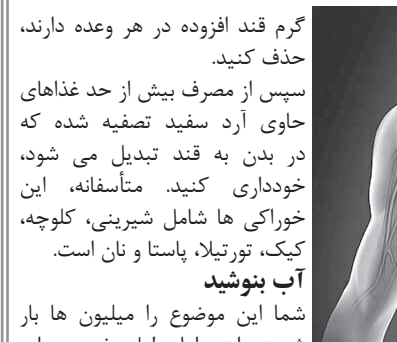 گرم قند افزوده در هر وعده دارند،
حذف کنید.
سپس از مصرف بیش از حد غذاهای
حاوی آرد سفید تصفیه شده که
در بدن به قند تبدیل می شود،
خودداری کنید. متأسفانه، این
خوراکی ها شامل شیرینی، کلوچه،
کیک، تورتیلا، پاستا و نان است.
آب بنوشید
شما این موضوع را میلیون ها بار